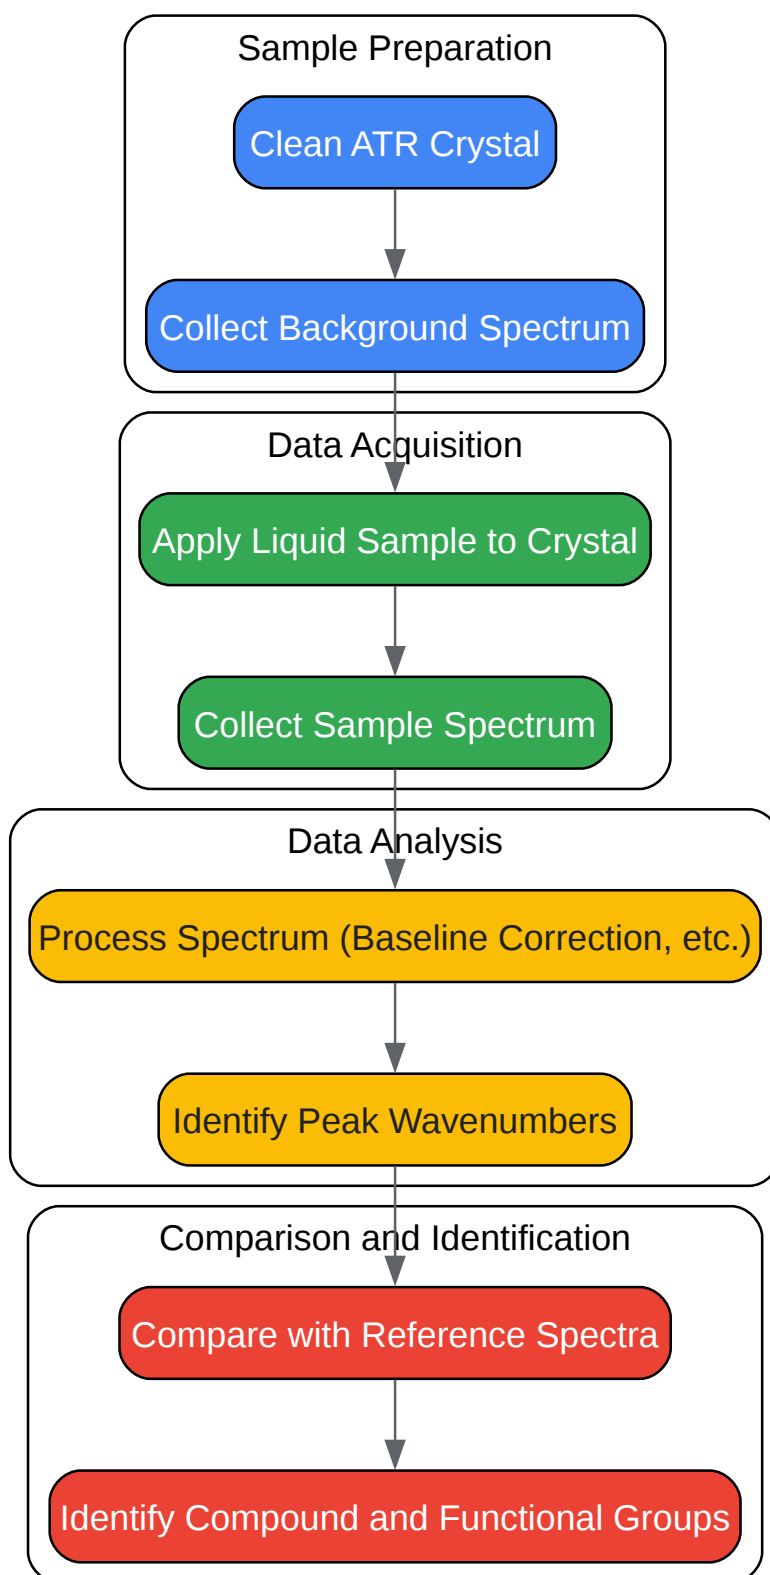 Sample Preparation
Clean ATR Crystal
Collect Background Spectrum
Data Acquisition
Apply Liquid Sample to Crystal
Collect Sample Spectrum
Data Analysis
Process Spectrum (Baseline Correction, etc.)
Identify Peak Wavenumbers
Comparison and Identification
Compare with Reference Spectra
Identify Compound and Functional Groups